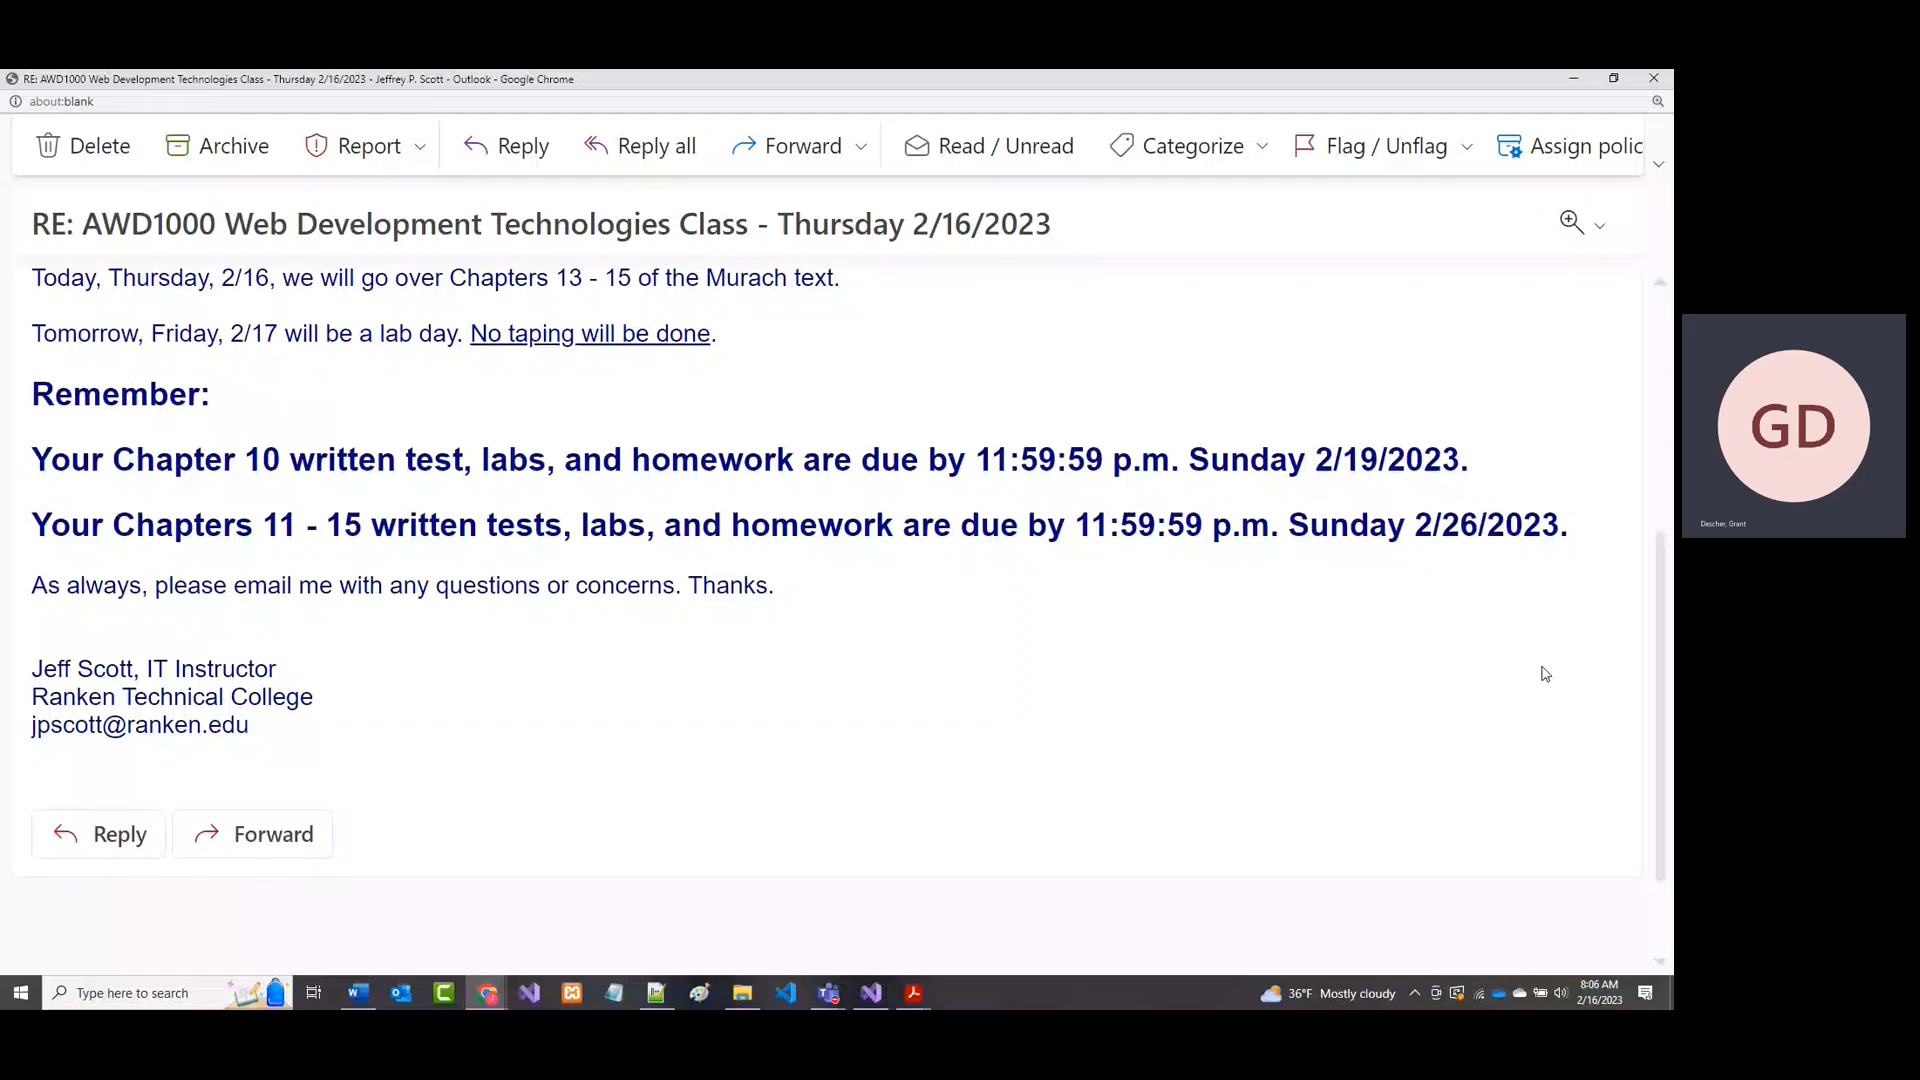 RE: AWD1000 Web Development Technologies Class - Thursday 2/16/2023 - Jeffrey P. Scott - Outlook - Google Chrome
about:blank
Delete Archive Report Reply Reply all Forward Read / Unread Categorize Flag / Unflag Assign polic
RE: AWD1000 Web Development Technologies Class - Thursday 2/16/2023
Today, Thursday, 2/16, we will go over Chapters 13 - 15 of the Murach text.
Tomorrow, Friday, 2/17 will be a lab day. No taping will be done.
Remember:
Your Chapter 10 written test, labs, and homework are due by 11:59:59 p.m. Sunday 2/19/2023.
Your Chapters 11 - 15 written tests, labs, and homework are due by 11:59:59 p.m. Sunday 2/26/2023.
As always, please email me with any questions or concerns. Thanks.
Jeff Scott, IT Instructor
Ranken Technical College
jpscott@ranken.edu
Reply Forward
GD
Descher, Grant
Type here to search
36°F Mostly cloudy
8:06 AM
2/16/2023